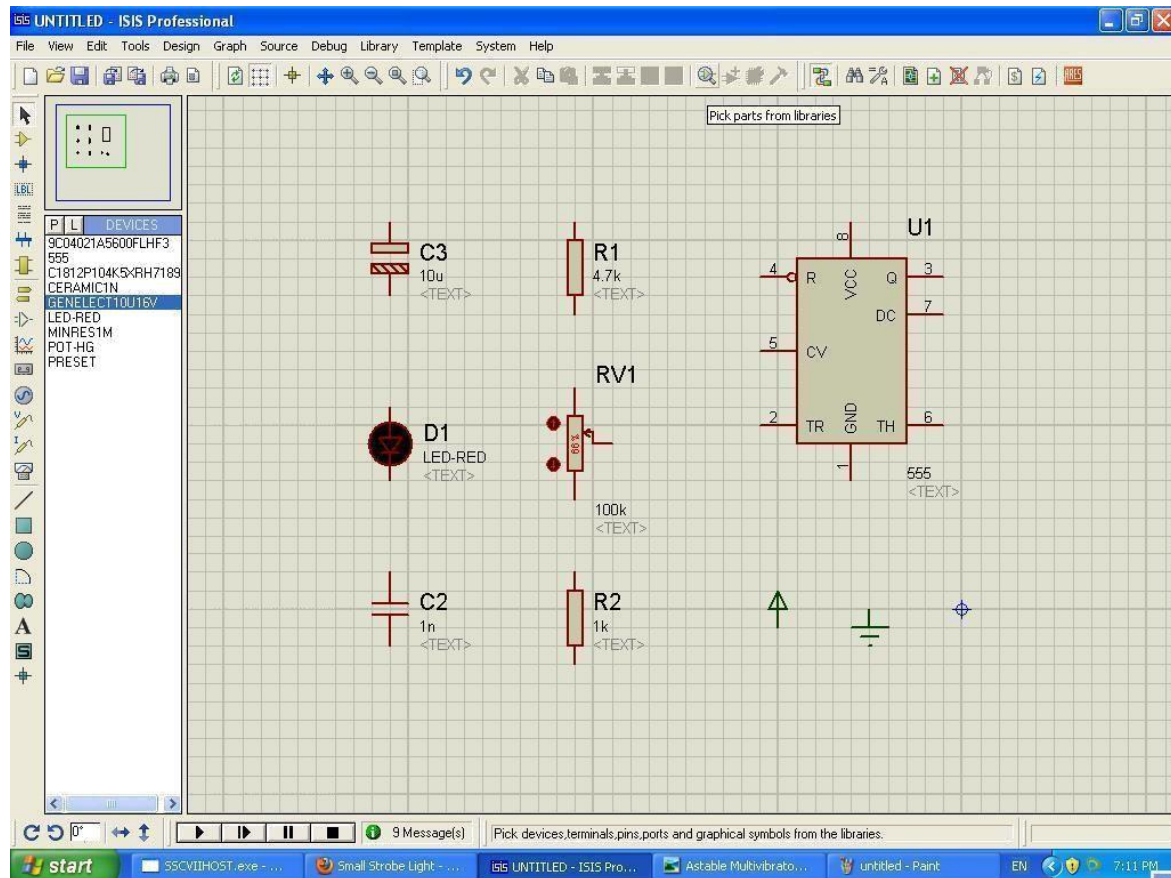 UNTITLED - ISIS Professional
File View Edit Tools Design Graph Source Debug Library Template System Help
ARES
Pick parts from libraries
LBL
P L DEVICES
9C04021A5600FLHF3
555
C1812P104K5XRH7189
CERAMIC1N
GENELECT10U16V
LED-RED
MINRES1M
POT-HG
PRESET
C3
10u
<TEXT>
R1
4.7k
<TEXT>
U1
8
4 R VCC Q 3
DC 7
5 CV
2 TR GND TH 6
1
555
<TEXT>
D1
LED-RED
<TEXT>
RV1
66%
100k
<TEXT>
C2
1n
<TEXT>
R2
1k
<TEXT>
A
S
0° 9 Message(s) Pick devices,terminals,pins,ports and graphical symbols from the libraries.
start SSCVIIHOST.exe - ... Small Strobe Light - ... UNTITLED - ISIS Pro... Astable Multivibrato... untitled - Paint EN 7:11 PM